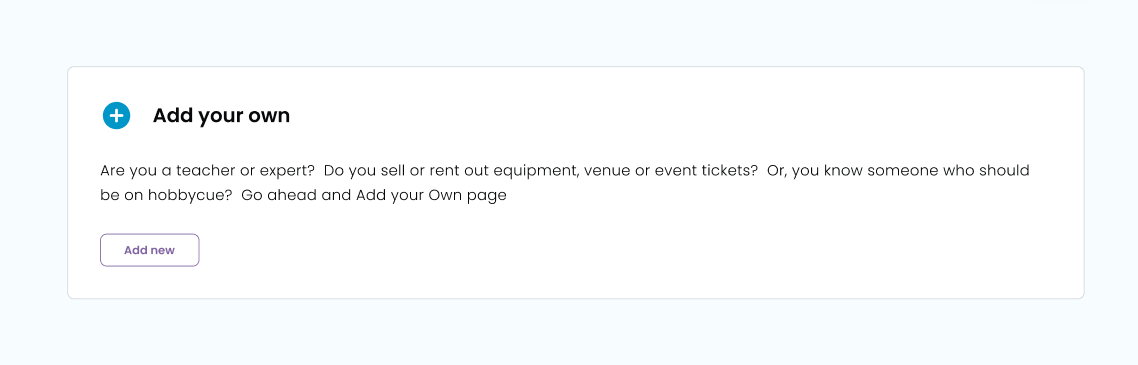 Add your own
Are you a teacher or expert?  Do you sell or rent out equipment, venue or event tickets?  Or, you know someone who should
be on hobbycue?  Go ahead and Add your Own page
Add new